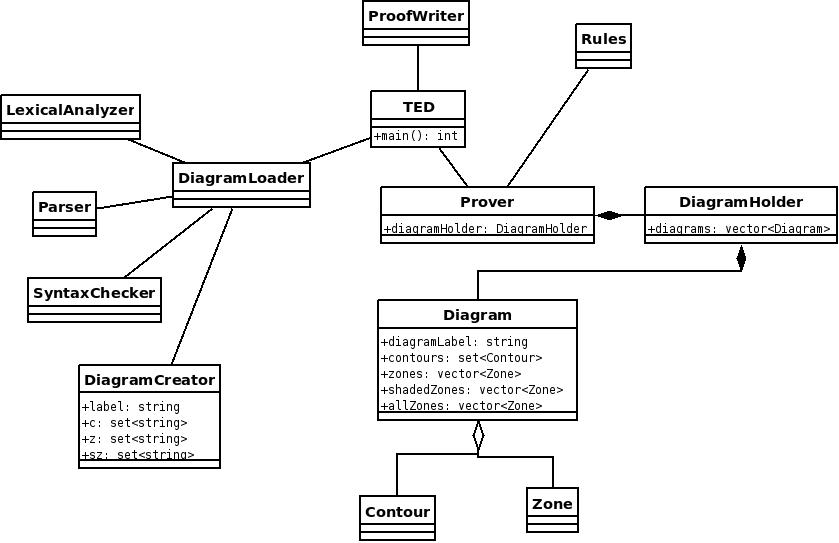 ProofWriter
Rules
LexicalAnalyzer
TED
+main(): int
DiagramLoader
Parser
Prover
+diagramHolder: DiagramHolder
DiagramHolder
+diagrams: vector<Diagram>
SyntaxChecker
Diagram
+diagramLabel: string
+contours: set<Contour>
+zones: vector<Zone>
+shadedZones: vector<Zone>
+allZones: vector<Zone>
DiagramCreator
+label: string
+c: set<string>
+z: set<string>
+sz: set<string>
Contour
Zone